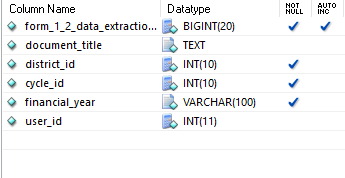 Column Name Datatype NOT NULL AUTO INC
form_1_2_data_extractio... BIGINT(20)
document_title TEXT
district_id INT(10)
cycle_id INT(10)
financial_year VARCHAR(100)
user_id INT(11)